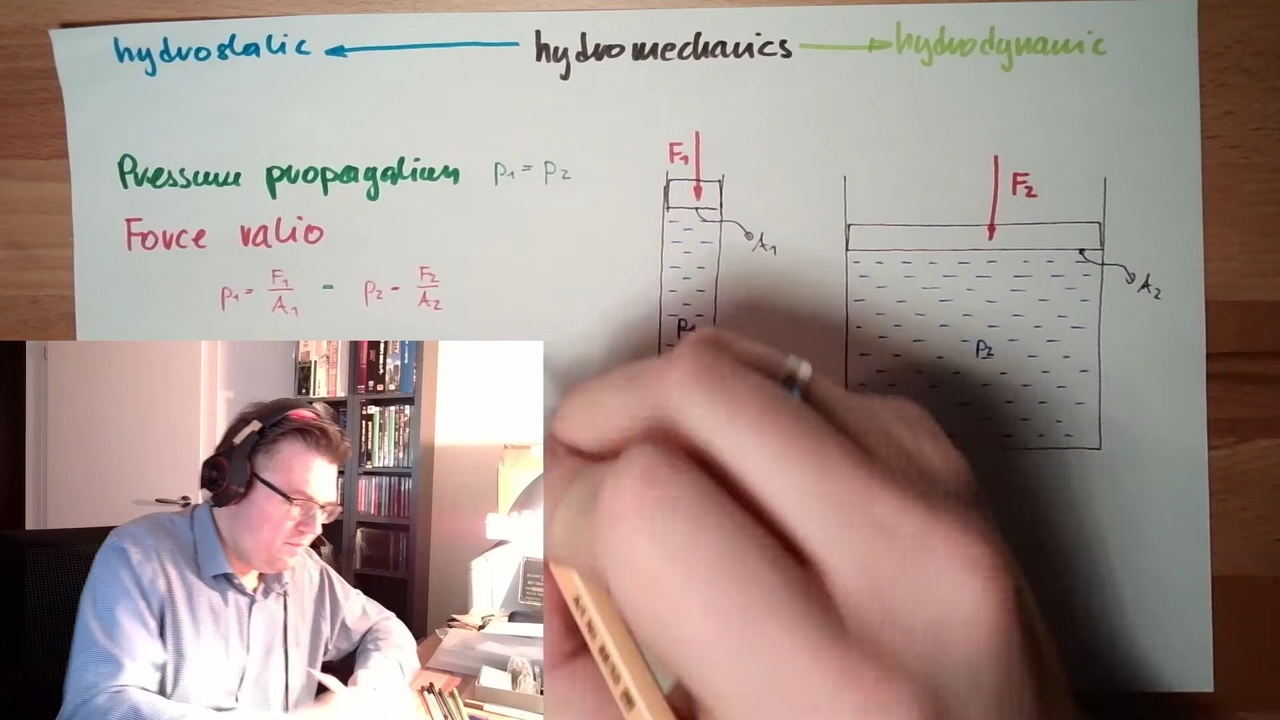 hydrostatic hydromechanics hydrodynamic
Pressure propagation p1 = p2
Force ratio
p1 = F1/A1 = p2 = F2/A2
F1
A1
p1
F2
A2
p2